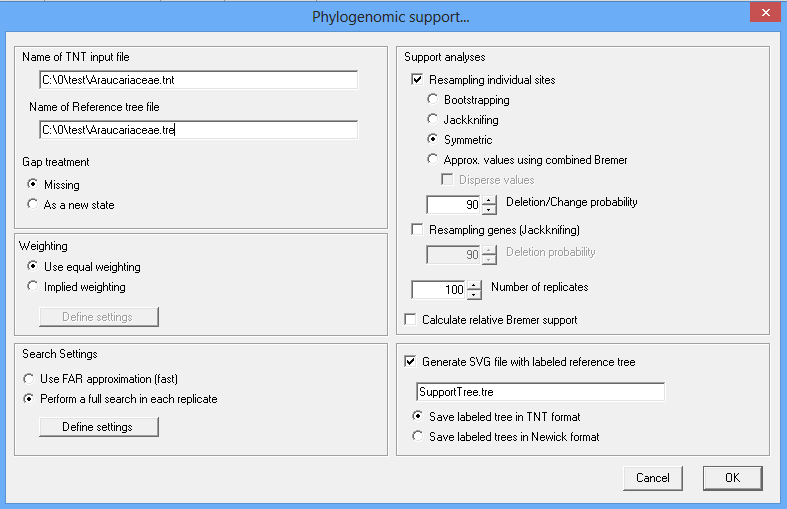 Phylogenomic support...
Name of TNT input file
C:\0\test\Araucariaceae.tnt
Name of Reference tree file
C:\0\test\Araucariaceae.tre
Gap treatment
Missing
As a new state
Weighting
Use equal weighting
Implied weighting
Define settings
Search Settings
Use FAR approximation (fast)
Perform a full search in each replicate
Define settings
Support analyses
Resampling individual sites
Bootstrapping
Jackknifing
Symmetric
Approx. values using combined Bremer
Disperse values
90 Deletion/Change probability
Resampling genes (Jackknifing)
90 Deletion probability
100 Number of replicates
Calculate relative Bremer support
Generate SVG file with labeled reference tree
SupportTree.tre
Save labeled tree in TNT format
Save labeled trees in Newick format
Cancel OK